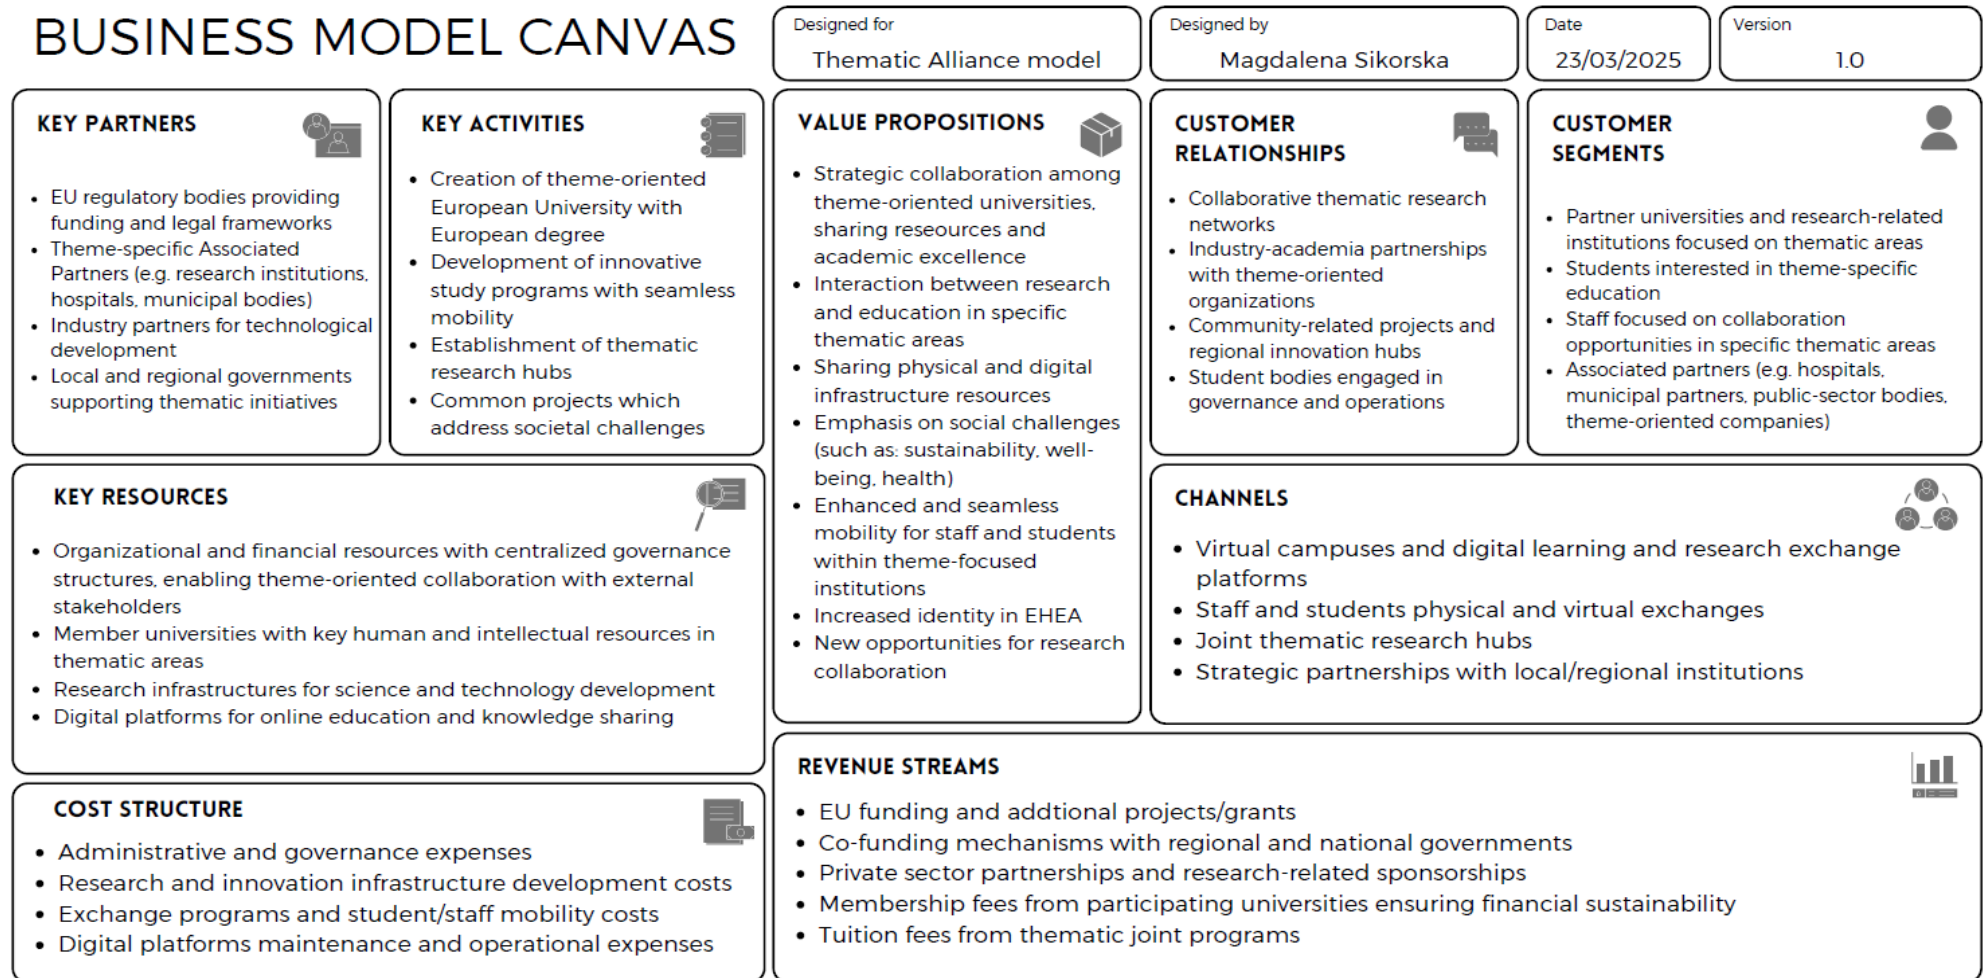 BUSINESS MODEL CANVAS
Designed for
Thematic Alliance model
Designed by
Magdalena Sikorska
Date
23/03/2025
Version
1.0
KEY PARTNERS
• EU regulatory bodies providing
funding and legal frameworks
• Theme-specific Associated
Partners (e.g. research institutions,
hospitals, municipal bodies)
• Industry partners for technological
development
• Local and regional governments
supporting thematic initiatives
KEY ACTIVITIES
• Creation of theme-oriented
European University with
European degree
• Development of innovative
study programs with seamless
mobility
• Establishment of thematic
research hubs
• Common projects which
address societal challenges
VALUE PROPOSITIONS
• Strategic collaboration among
theme-oriented universities,
sharing reseources and
academic excellence
• Interaction between research
and education in specific
thematic areas
• Sharing physical and digital
infrastructure resources
• Emphasis on social challenges
(such as: sustainability, well-
being, health)
• Enhanced and seamless
mobility for staff and students
within theme-focused
institutions
• Increased identity in EHEA
• New opportunities for research
collaboration
CUSTOMER
RELATIONSHIPS
• Collaborative thematic research
networks
• Industry-academia partnerships
with theme-oriented
organizations
• Community-related projects and
regional innovation hubs
• Student bodies engaged in
governance and operations
CUSTOMER
SEGMENTS
• Partner universities and research-related
institutions focused on thematic areas
• Students interested in theme-specific
education
• Staff focused on collaboration
opportunities in specific thematic areas
• Associated partners (e.g. hospitals,
municipal partners, public-sector bodies,
theme-oriented companies)
KEY RESOURCES
• Organizational and financial resources with centralized governance
structures, enabling theme-oriented collaboration with external
stakeholders
• Member universities with key human and intellectual resources in
thematic areas
• Research infrastructures for science and technology development
• Digital platforms for online education and knowledge sharing
CHANNELS
• Virtual campuses and digital learning and research exchange
platforms
• Staff and students physical and virtual exchanges
• Joint thematic research hubs
• Strategic partnerships with local/regional institutions
COST STRUCTURE
• Administrative and governance expenses
• Research and innovation infrastructure development costs
• Exchange programs and student/staff mobility costs
• Digital platforms maintenance and operational expenses
REVENUE STREAMS
• EU funding and addtional projects/grants
• Co-funding mechanisms with regional and national governments
• Private sector partnerships and research-related sponsorships
• Membership fees from participating universities ensuring financial sustainability
• Tuition fees from thematic joint programs